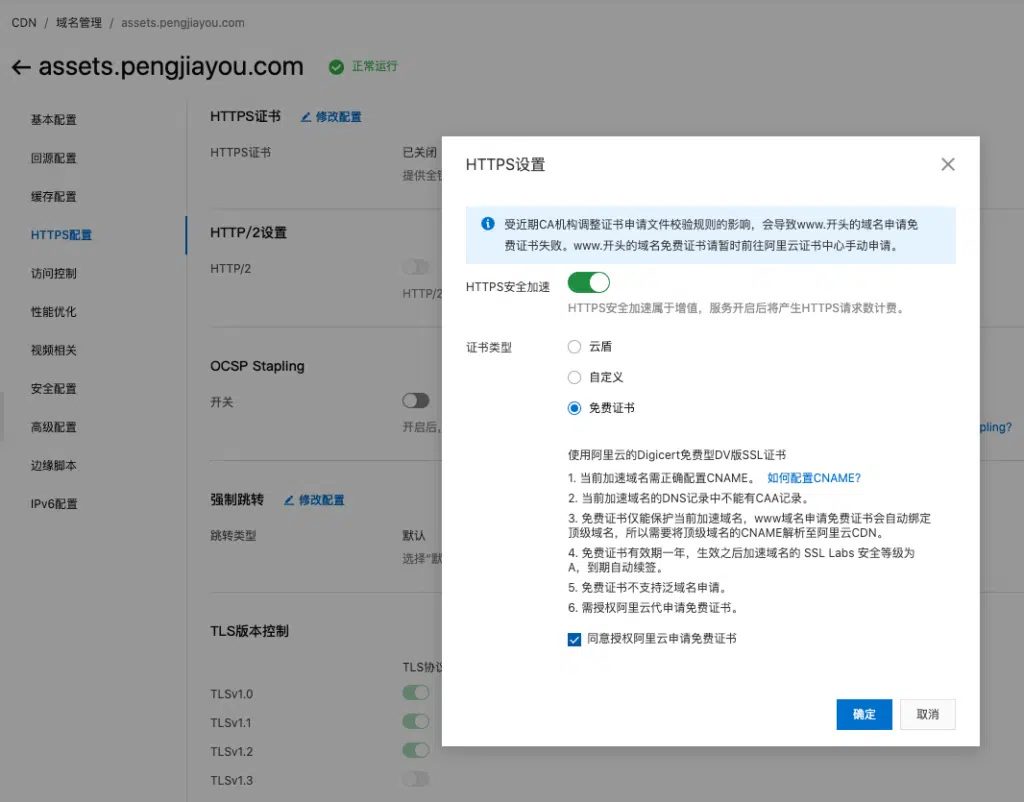 CDN / 域名管理 / assets.pengjiayou.com
← assets.pengjiayou.com 正常运行
基本配置
回源配置
缓存配置
HTTPS配置
访问控制
性能优化
视频相关
安全配置
高级配置
边缘脚本
IPv6配置
HTTPS证书 修改配置
HTTPS证书 已关闭
提供全
HTTP/2设置
HTTP/2
HTTP/2
OCSP Stapling
开关
开启后,
pling?
强制跳转 修改配置
跳转类型 默认
选择“默
TLS版本控制
TLS协议
TLSv1.0
TLSv1.1
TLSv1.2
TLSv1.3
HTTPS设置
受近期CA机构调整证书申请文件校验规则的影响，会导致www.开头的域名申请免
费证书失败。www.开头的域名免费证书请暂时前往阿里云证书中心手动申请。
HTTPS安全加速
HTTPS安全加速属于增值，服务开启后将产生HTTPS请求数计费。
证书类型 云盾
自定义
免费证书
使用阿里云的Digicert免费型DV版SSL证书
1. 当前加速域名需正确配置CNAME。 如何配置CNAME?
2. 当前加速域名的DNS记录中不能有CAA记录。
3. 免费证书仅能保护当前加速域名，www域名申请免费证书会自动绑定
顶级域名，所以需要将顶级域名的CNAME解析至阿里云CDN。
4. 免费证书有效期一年，生效之后加速域名的 SSL Labs 安全等级为
A，到期自动续签。
5. 免费证书不支持泛域名申请。
6. 需授权阿里云代申请免费证书。
同意授权阿里云申请免费证书
确定 取消